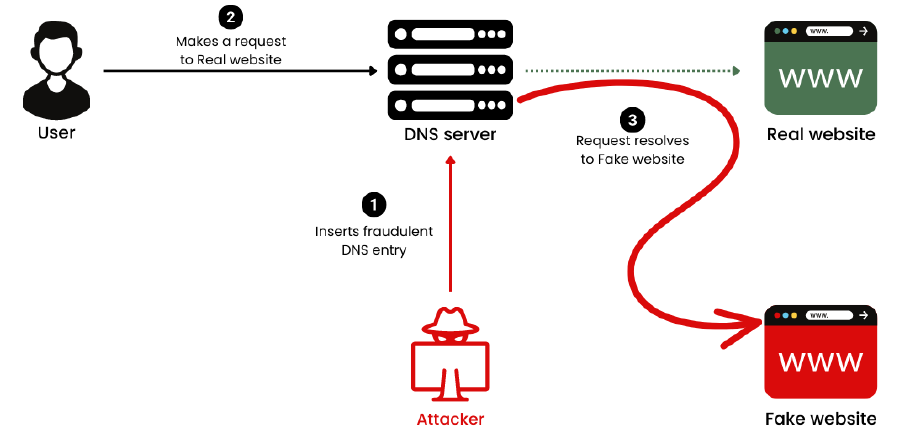 2
Makes a request
to Real website
www.
WWW
User
DNS server
Real website
3
Request resolves
to Fake website
1
Inserts fraudulent
DNS entry
www.
WWW
Attacker
Fake website